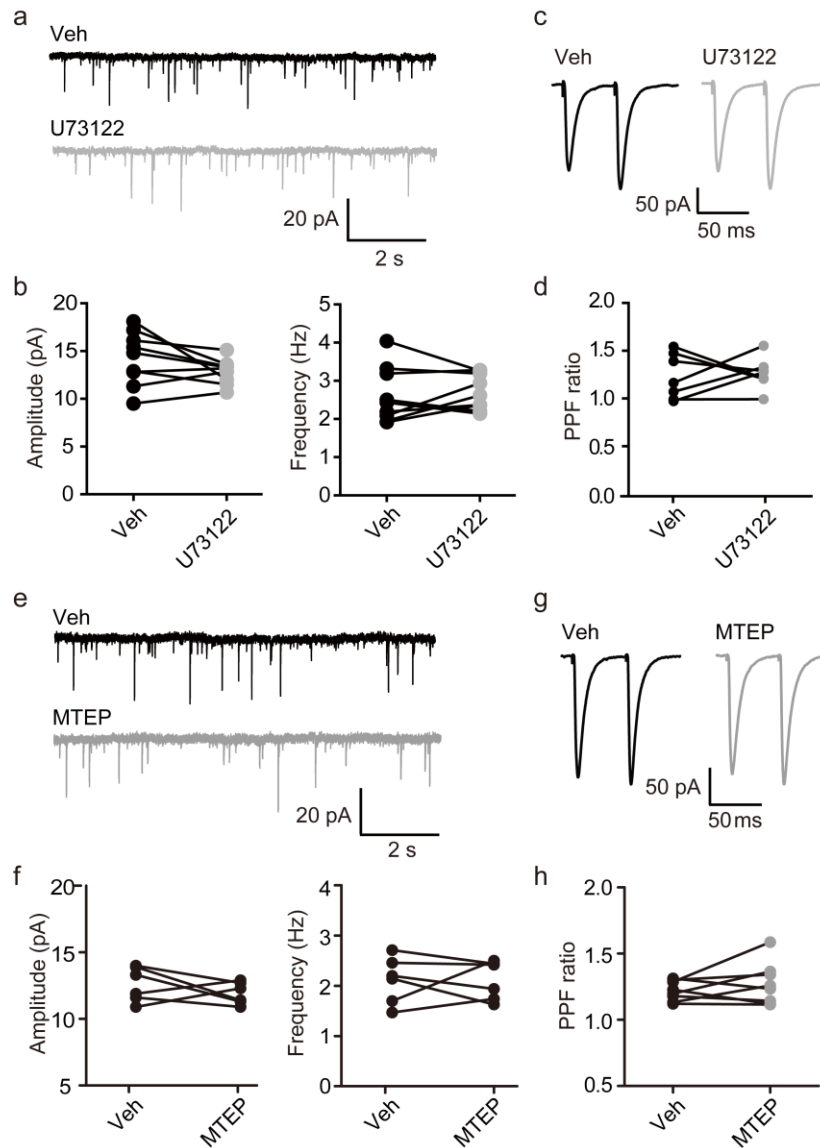 a
Veh
U73122
20 pA
2 s
c
Veh
U73122
50 pA
50 ms
b
Amplitude (pA)
20
15
10
5
0
Veh
U73122
Frequency (Hz)
5
4
3
2
1
0
Veh
U73122
d
PPF ratio
2.0
1.5
1.0
0.0
Veh
U73122
e
Veh
MTEP
20 pA
2 s
g
Veh
MTEP
50 pA
50 ms
f
Amplitude (pA)
20
15
10
5
Veh
MTEP
Frequency (Hz)
4
3
2
1
0
Veh
MTEP
h
PPF ratio
2.0
1.5
1.0
0.5
Veh
MTEP